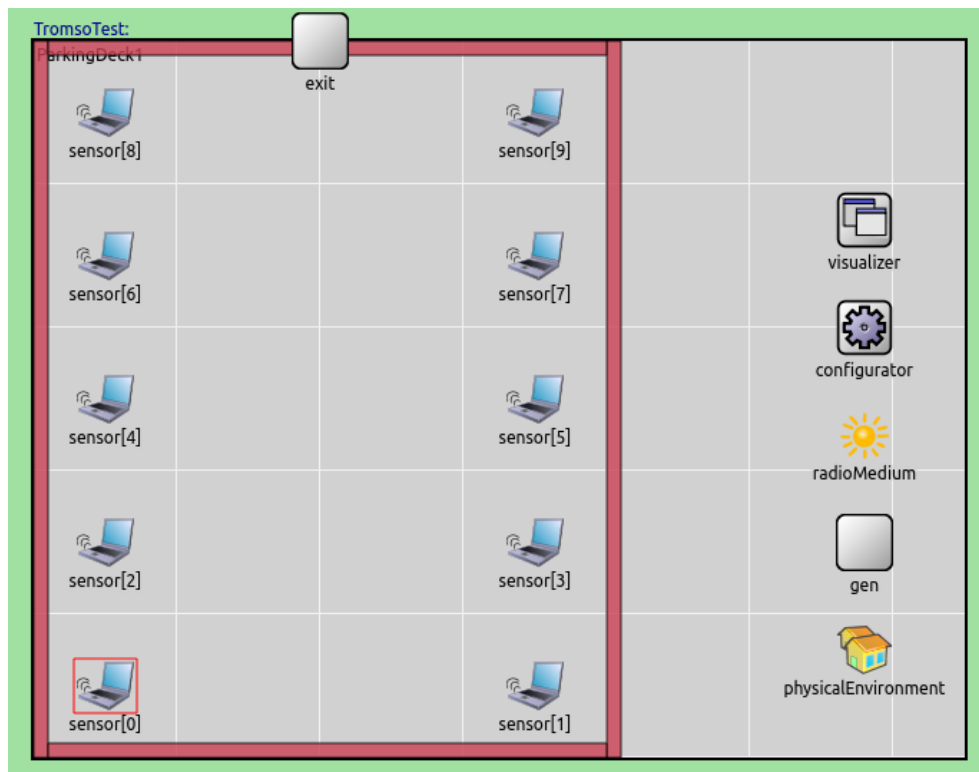 TromsoTest:
ParkingDeck1
exit
sensor[8]
sensor[9]
visualizer
sensor[6]
sensor[7]
configurator
sensor[4]
sensor[5]
radioMedium
sensor[2]
sensor[3]
gen
physicalEnvironment
sensor[0]
sensor[1]